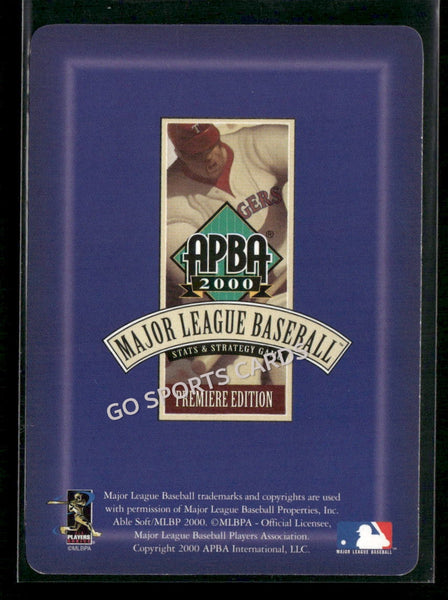 T
GERS
APBA®
2000
MAJOR LEAGUE BASEBALL™
STATS & STRATEGY
PREMIERE EDITION
GO SPORTS CARDS
Major League Baseball trademarks and copyrights are used
with permission of Major League Baseball Properties, Inc.
Able Soft/MLBP 2000. ©MLBPA - Official Licensee,
Major League Baseball Players Association.
Copyright 2000 APBA International, LLC.
PLAYERS
©MLBPA
MAJOR LEAGUE BASEBALL